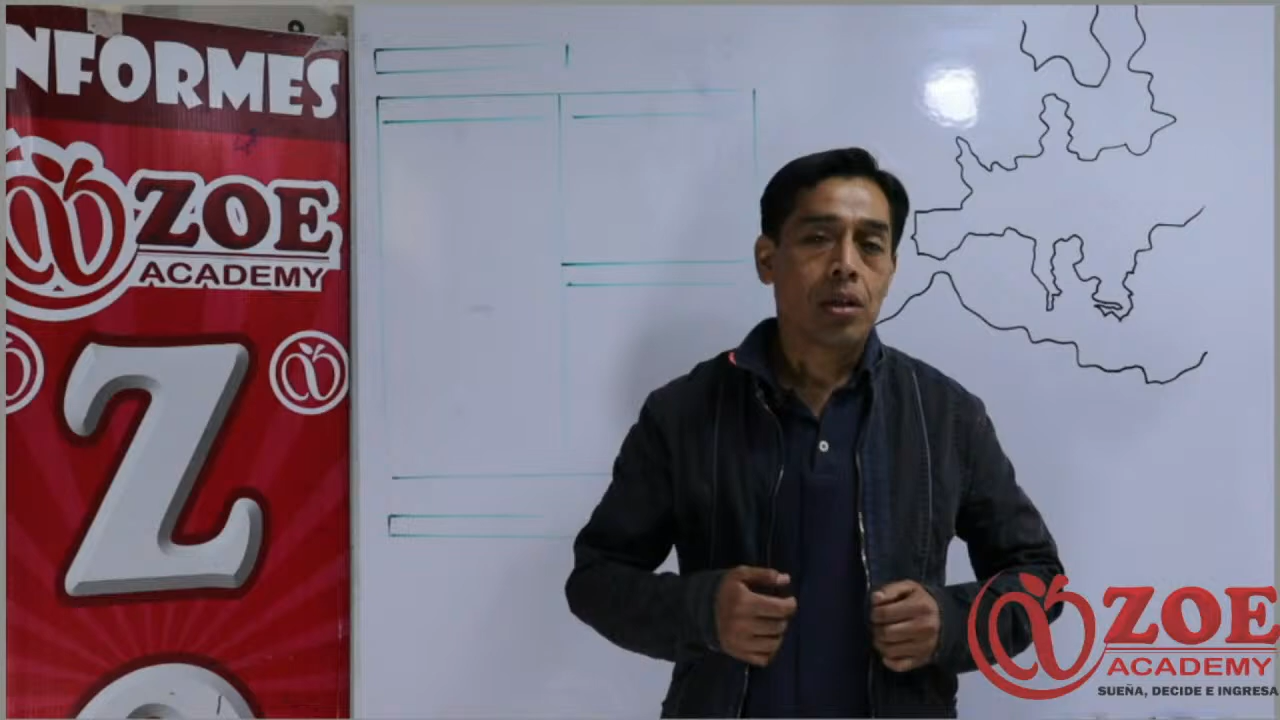 NFORMES
ZOE
ACADEMY
Z
ZOE
ACADEMY
SUEÑA, DECIDE E INGRESA